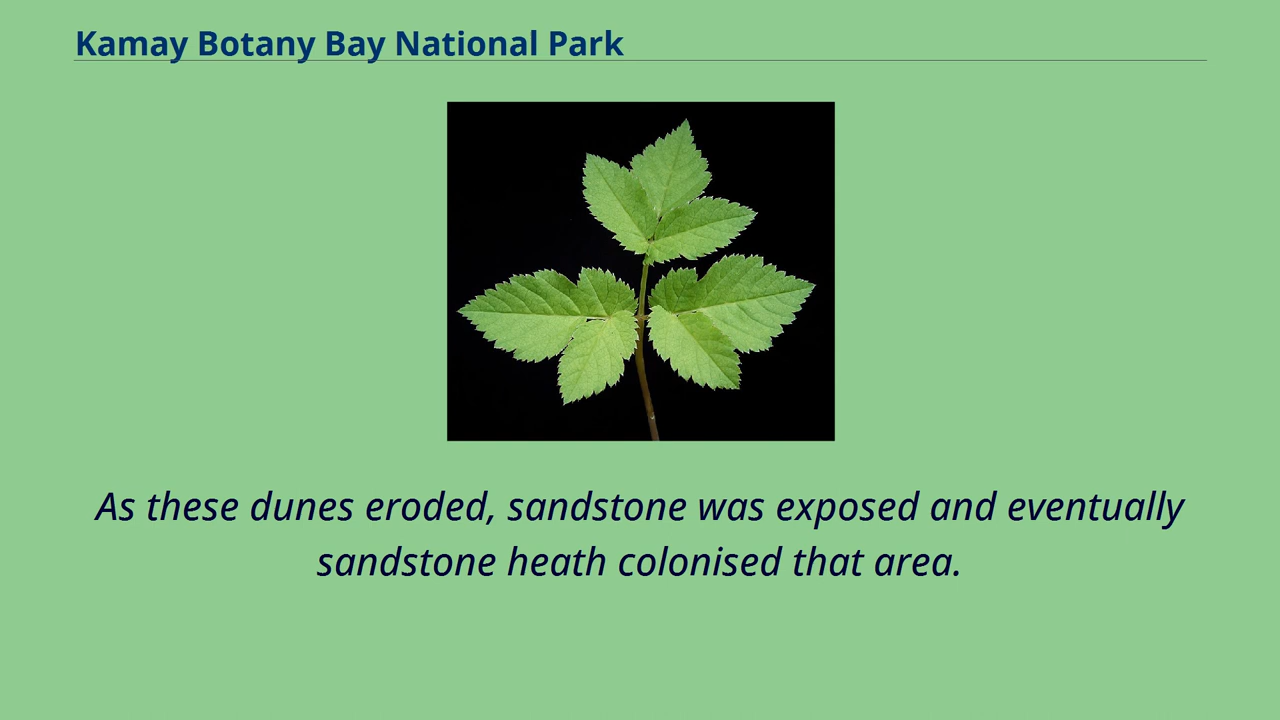 Kamay Botany Bay National Park
As these dunes eroded, sandstone was exposed and eventually
sandstone heath colonised that area.